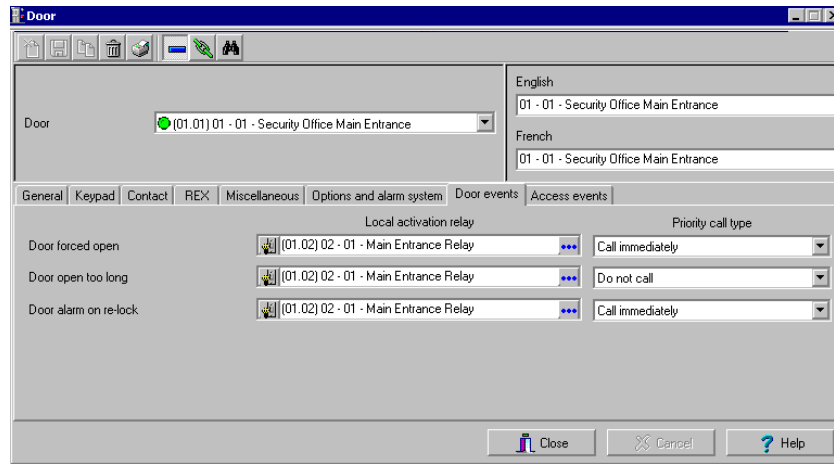 Door
English
01 - 01 - Security Office Main Entrance
Door (01.01) 01 - 01 - Security Office Main Entrance
French
01 - 01 - Security Office Main Entrance
General Keypad Contact REX Miscellaneous Options and alarm system Door events Access events
Local activation relay Priority call type
Door forced open (01.02) 02 - 01 - Main Entrance Relay Call immediately
Door open too long (01.02) 02 - 01 - Main Entrance Relay Do not call
Door alarm on re-lock (01.02) 02 - 01 - Main Entrance Relay Call immediately
Close Cancel Help